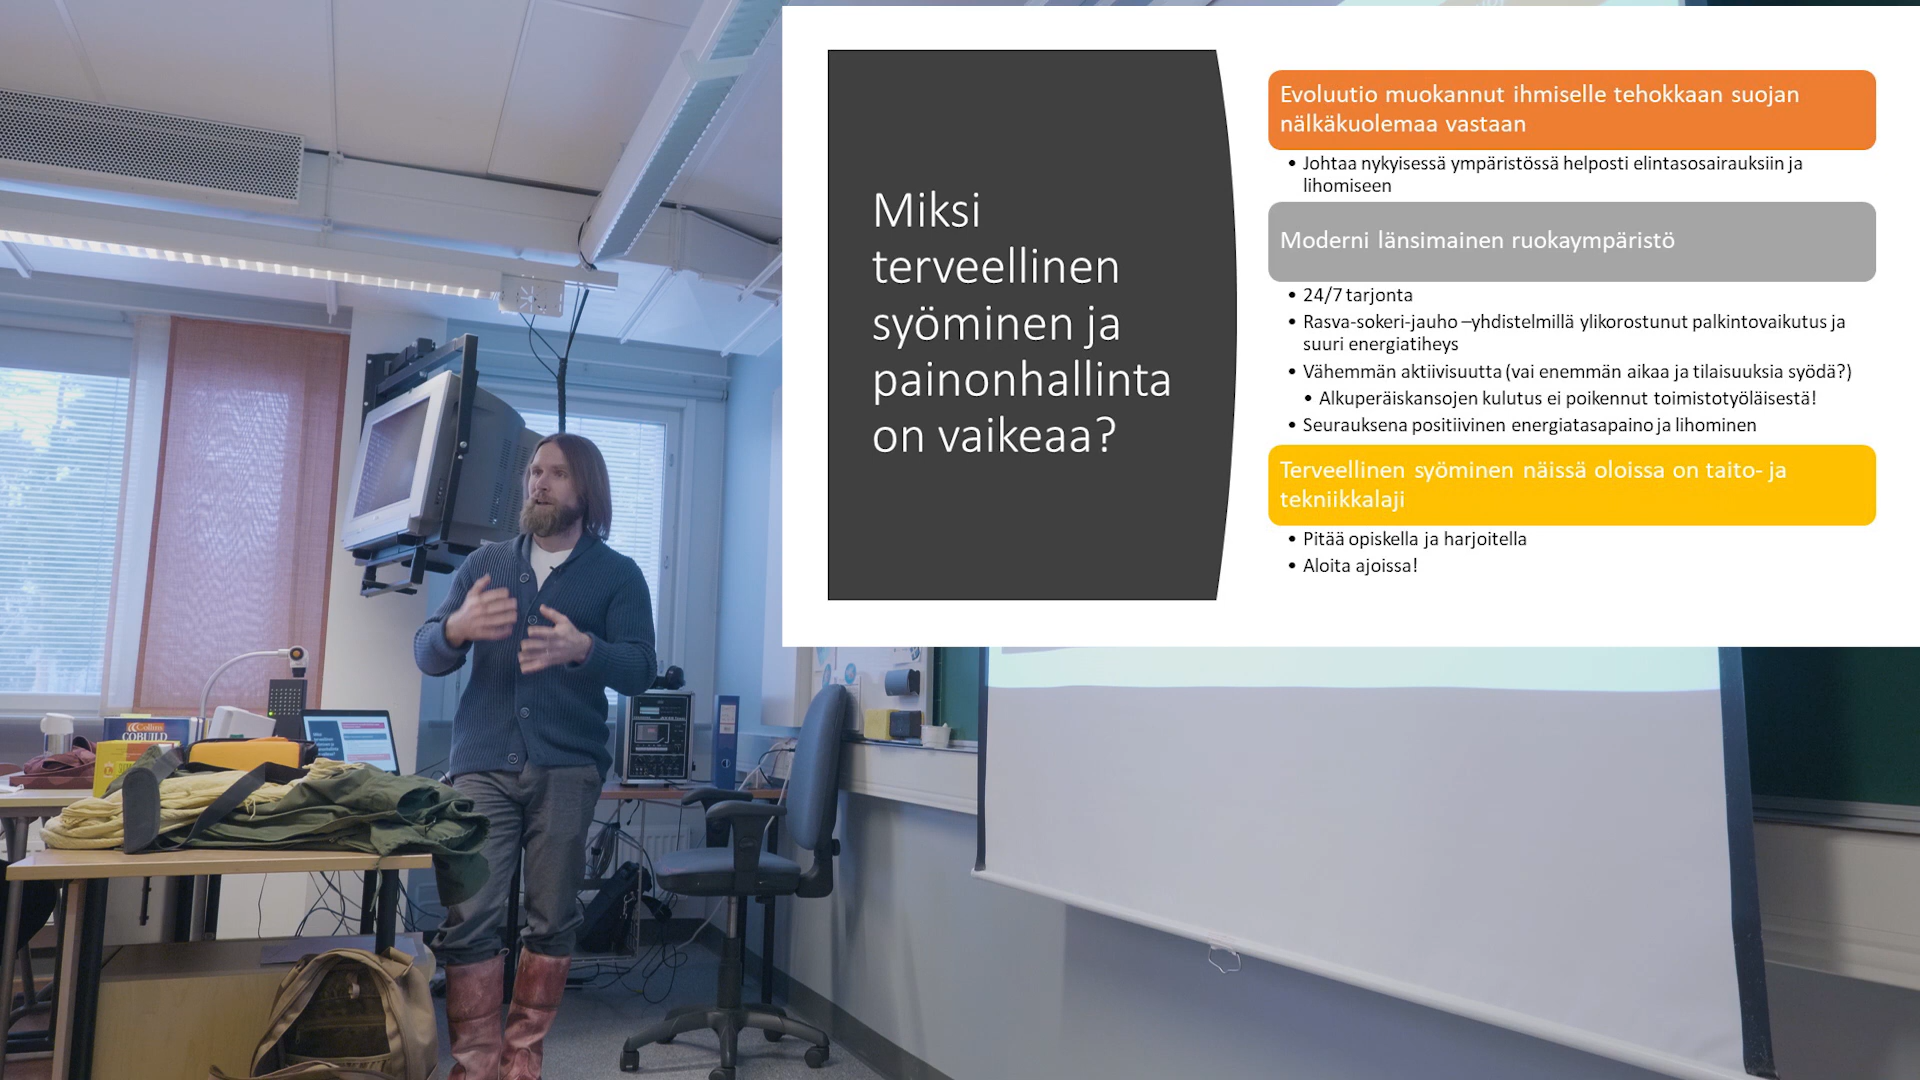 Miksi
terveellinen
syöminen ja
painonhallinta
on vaikeaa?
Evoluutio muokannut ihmiselle tehokkaan suojan
nälkäkuolemaa vastaan
• Johtaa nykyisessä ympäristössä helposti elintasosairauksiin ja
lihomiseen
Moderni länsimainen ruokaympäristö
• 24/7 tarjonta
• Rasva-sokeri-jauho –yhdistelmillä ylikorostunut palkintovaikutus ja
suuri energiatiheys
• Vähemmän aktiivisuutta (vai enemmän aikaa ja tilaisuuksia syödä?)
• Alkuperäiskansojen kulutus ei poikennut toimistotyöläisestä!
• Seurauksena positiivinen energiatasapaino ja lihominen
Terveellinen syöminen näissä oloissa on taito- ja
tekniikkalaji
• Pitää opiskella ja harjoitella
• Aloita ajoissa!
Collins
COBUILD